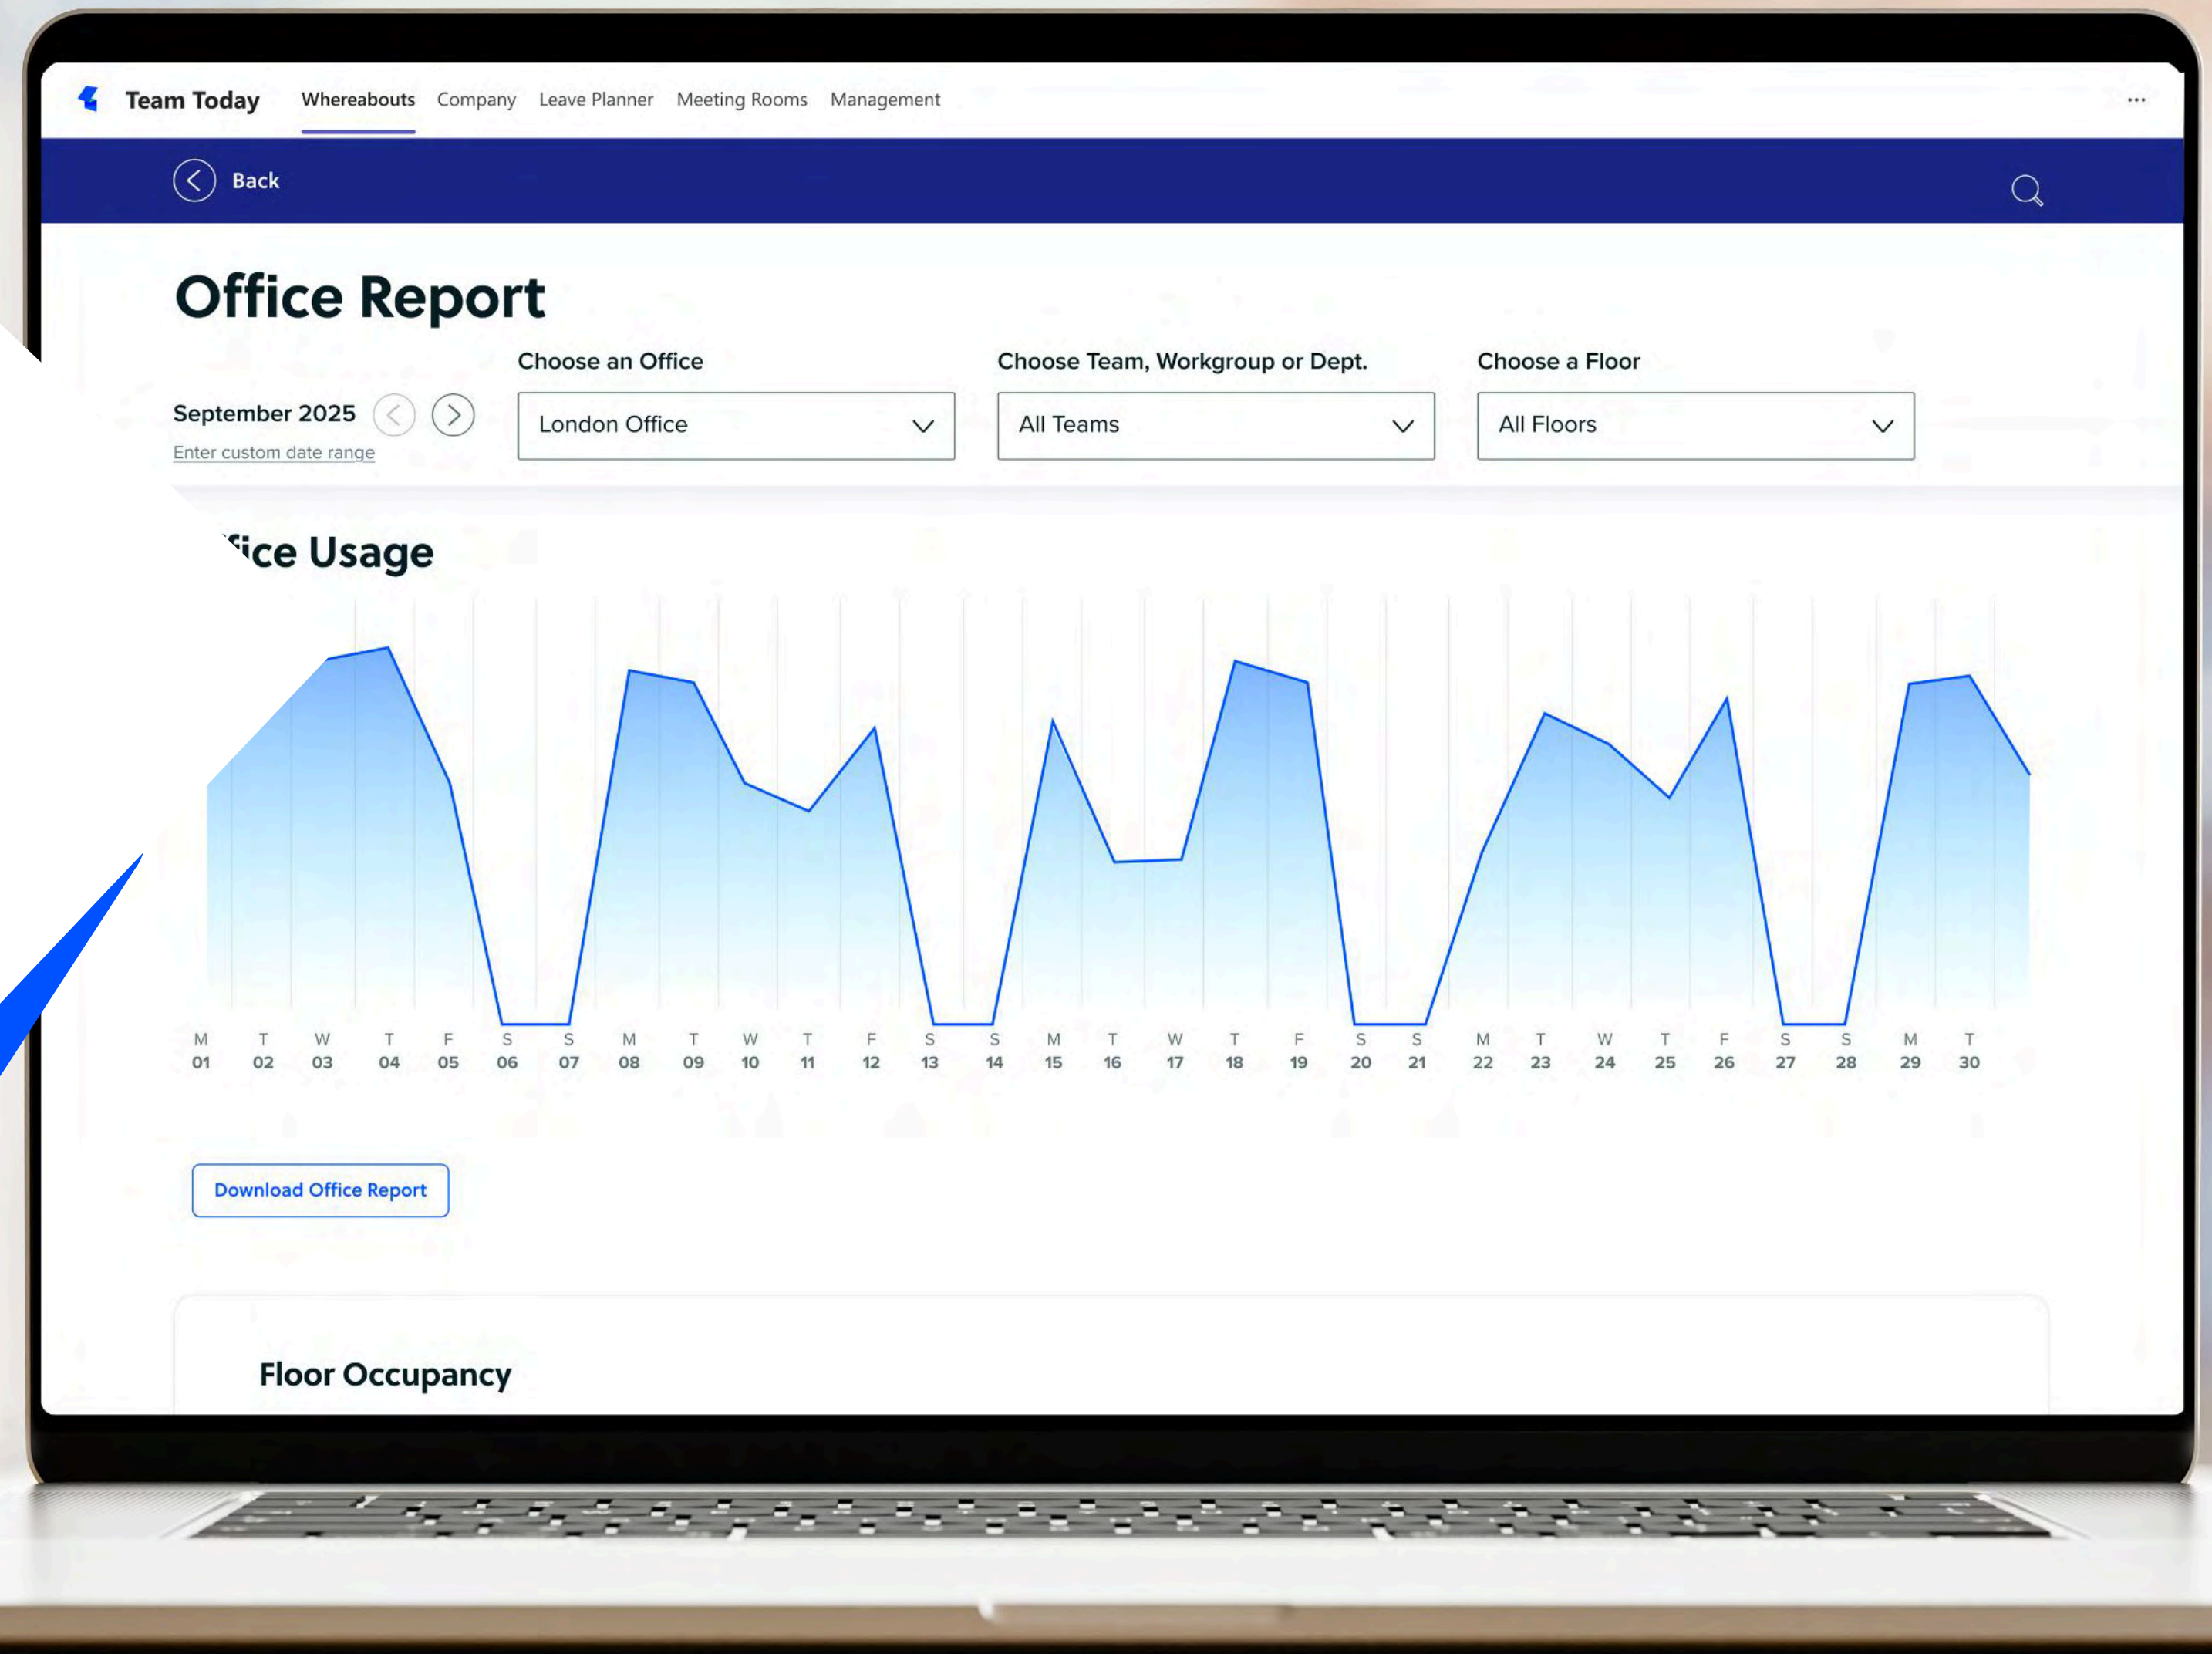 Team Today Whereabouts Company Leave Planner Meeting Rooms Management
Back
Office Report
Choose an Office Choose Team, Workgroup or Dept. Choose a Floor
September 2025 London Office All Teams All Floors
Enter custom date range
fice Usage
M T W T F S S M T W T F S S M T W T F S S M T W T F S S M T
01 02 03 04 05 06 07 08 09 10 11 12 13 14 15 16 17 18 19 20 21 22 23 24 25 26 27 28 29 30
Download Office Report
Floor Occupancy